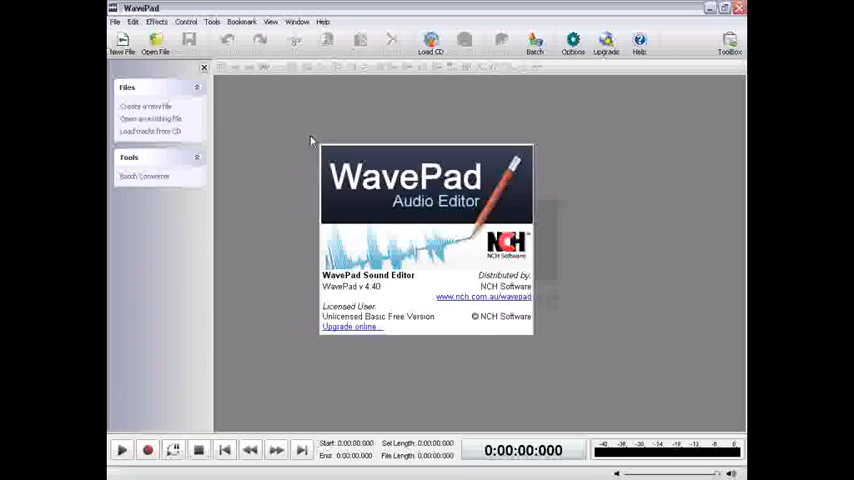 WavePad
File Edit Effects Control Tools Bookmark View Window Help
New File Open File Load CD Batch Options Upgrade Help ToolBox
Files
Create a new file
Open an existing file
Load tracks from CD
Tools
Batch Converter
WavePad
Audio Editor
NCH
NCH Software
WavePad Sound Editor Distributed by:
WavePad v 4.40 NCH Software
www.nch.com.au/wavepad
Licensed User:
Unlicensed Basic Free Version © NCH Software
Upgrade online...
Start: 0:00:00.000 Sel Length: 0:00:00.000
End: 0:00:00.000 File Length: 0:00:00.000
0:00:00:000